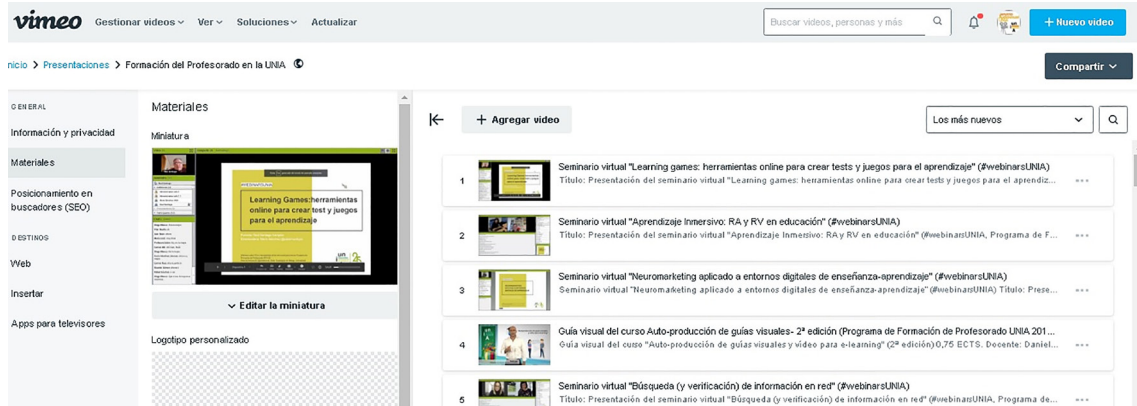 vimeo Gestionar videos Ver Soluciones Actualizar
Buscar videos, personas y más
+ Nuevo video
nicio > Presentaciones > Formación del Profesorado en la UNIA
Compartir
GENERAL
Información y privacidad
Materiales
Posicionamiento en
buscadores (SEO)
DESTINOS
Web
Insertar
Apps para televisores
Materiales
Miniatura
#WEBINARSUNIA
Learning Games: herramientas
online para crear test y juegos
para el aprendizaje
Editar la miniatura
Logotipo personalizado
+ Agregar video
Los más nuevos
1
Seminario virtual "Learning games: herramientas online para crear tests y juegos para el aprendizaje" (#webinarsUNIA)
Título: Presentación del seminario virtual "Learning games: herramientas online para crear tests y juegos para el aprendiz...
2
Seminario virtual "Aprendizaje Inmersivo: RA y RV en educación" (#webinarsUNIA)
Título: Presentación del seminario virtual "Aprendizaje Inmersivo: RA y RV en educación" (#webinarsUNIA, Programa de F...
3
Seminario virtual "Neuromarketing aplicado a entornos digitales de enseñanza-aprendizaje" (#webinarsUNIA)
Seminario virtual "Neuromarketing aplicado a entornos digitales de enseñanza-aprendizaje" (#webinarsUNIA) Título: Prese...
4
Guía visual del curso Auto-producción de guías visuales- 2ª edición (Programa de Formación de Profesorado UNIA 201...
Guía visual del curso "Auto-producción de guías visuales y vídeo para e-learning" (2ª edición) 0,75 ECTS. Docente: Daniel...
5
Seminario virtual "Búsqueda (y verificación) de información en red" (#webinarsUNIA)
Título: Presentación del seminario virtual "Búsqueda (y verificación) de información en red" (#webinarsUNIA, Programa de...